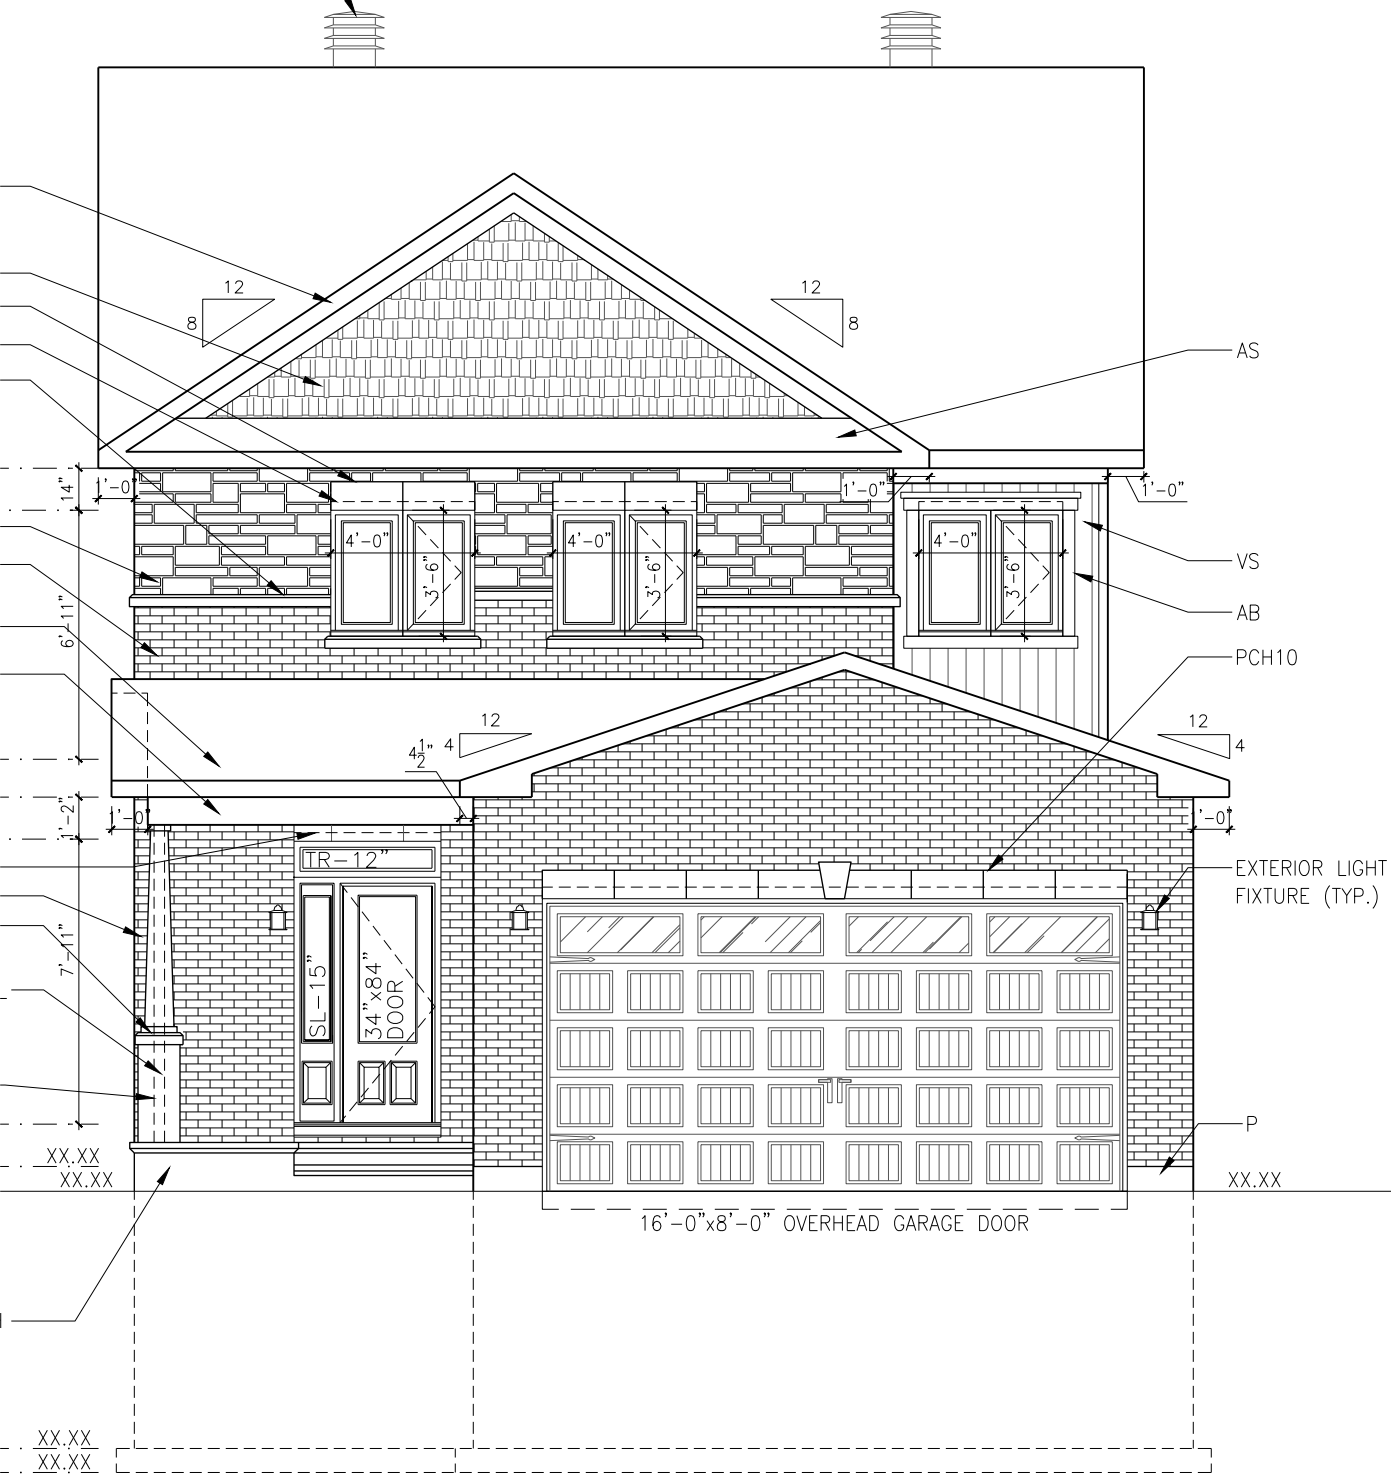 12
8
12
8
AS
14"
1'-0"
1'-0"
1'-0"
4'-0"
3'-6"
4'-0"
3'-6"
4'-0"
3'-6"
VS
AB
6'-11"
PCH10
12
4
4½"
12
4
1'-2"
1'-0"
1'-0"
TR-12"
EXTERIOR LIGHT
FIXTURE (TYP.)
7'-11"
SL-15"
34"x84"
DOOR
P
XX.XX
XX.XX
XX.XX
16'-0"x8'-0" OVERHEAD GARAGE DOOR
XX.XX
XX.XX